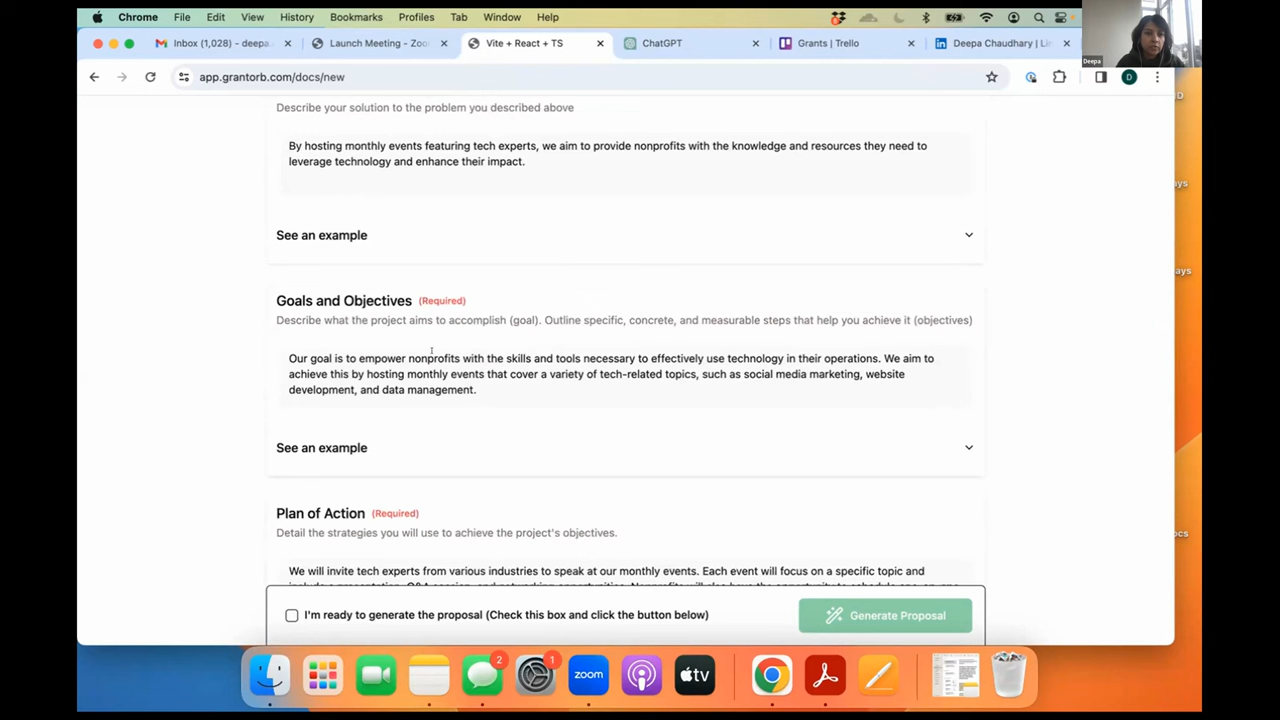 Chrome File Edit View History Bookmarks Profiles Tab Window Help
Inbox (1,028) - deepa.
Launch Meeting - Zoo
Vite + React + TS
ChatGPT
Grants | Trello
Deepa Chaudhary | Li
Deepa
app.grantorb.com/docs/new
D
D
Describe your solution to the problem you described above
By hosting monthly events featuring tech experts, we aim to provide nonprofits with the knowledge and resources they need to
leverage technology and enhance their impact.
ys
See an example
ays
Goals and Objectives (Required)
Describe what the project aims to accomplish (goal). Outline specific, concrete, and measurable steps that help you achieve it (objectives)
Our goal is to empower nonprofits with the skills and tools necessary to effectively use technology in their operations. We aim to
achieve this by hosting monthly events that cover a variety of tech-related topics, such as social media marketing, website
development, and data management.
See an example
Plan of Action (Required)
Detail the strategies you will use to achieve the project's objectives.
ocs
We will invite tech experts from various industries to speak at our monthly events. Each event will focus on a specific topic and
I'm ready to generate the proposal (Check this box and click the button below)
Generate Proposal
2
1
zoom
tv